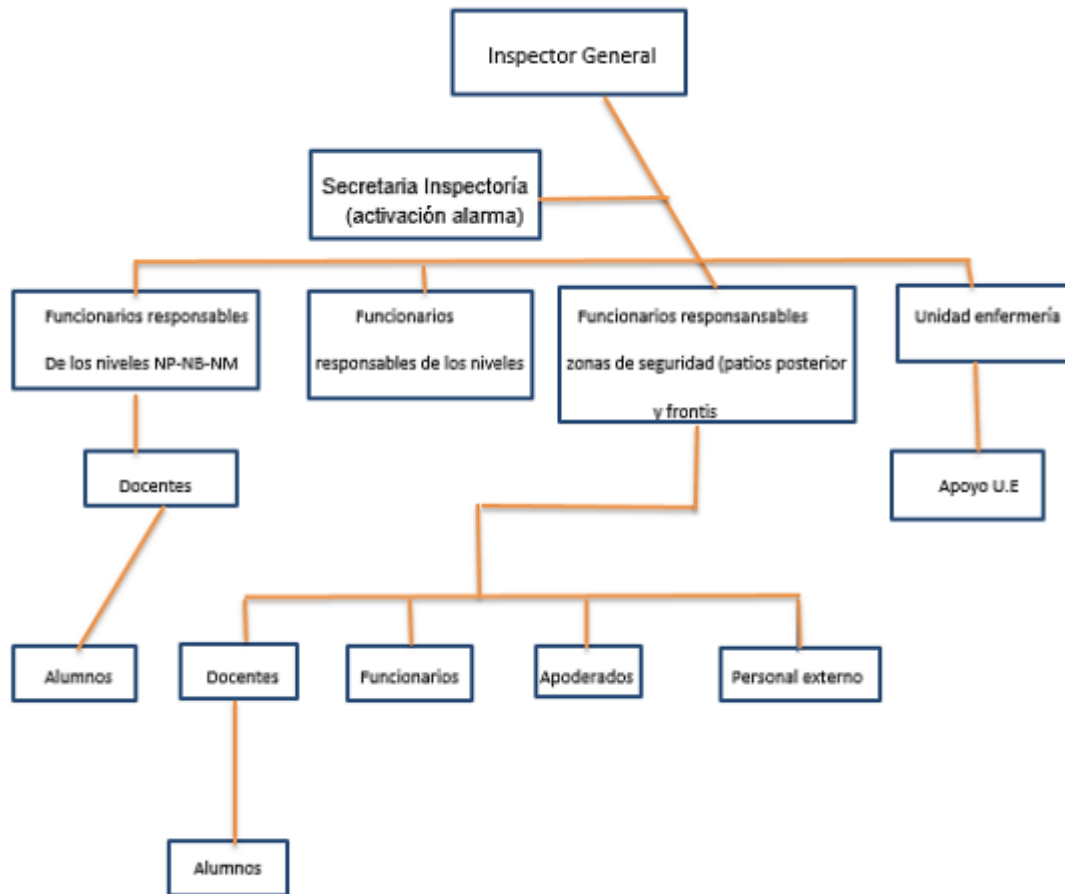 Inspector General
Secretaria Inspectoría
(activación alarma)
Funcionarios responsables
De los niveles NP-NB-NM
Funcionarios
responsables de los niveles
Funcionarios responsansables
zonas de seguridad (patios posterior
y frontis
Unidad enfermería
Docentes
Apoyo U.E
Alumnos
Docentes
Funcionarios
Apoderados
Personal externo
Alumnos